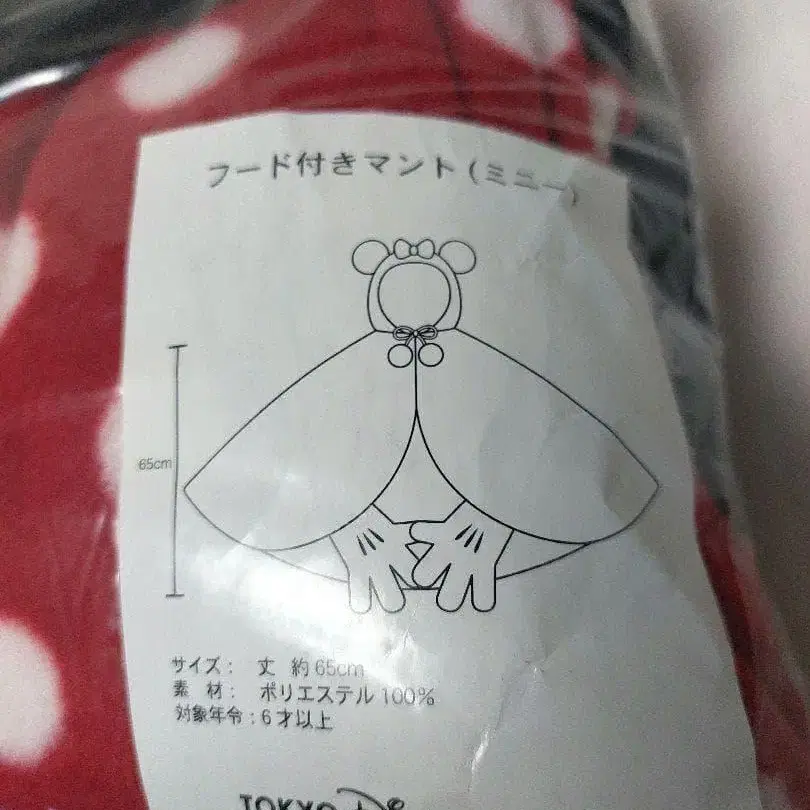 フード付きマント(ミニー)
65cm
サイズ： 丈 約65cm
素 材： ポリエステル100%
対象年令：6才以上
TOKYO Di